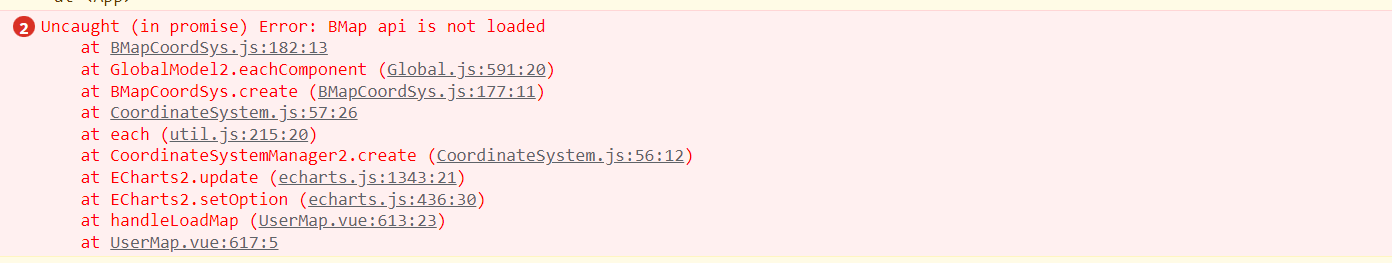 at (App)
2 Uncaught (in promise) Error: BMap api is not loaded
at BMapCoordSys.js:182:13
at GlobalModel2.eachComponent (Global.js:591:20)
at BMapCoordSys.create (BMapCoordSys.js:177:11)
at CoordinateSystem.js:57:26
at each (util.js:215:20)
at CoordinateSystemManager2.create (CoordinateSystem.js:56:12)
at ECharts2.update (echarts.js:1343:21)
at ECharts2.setOption (echarts.js:436:30)
at handleLoadMap (UserMap.vue:613:23)
at UserMap.vue:617:5